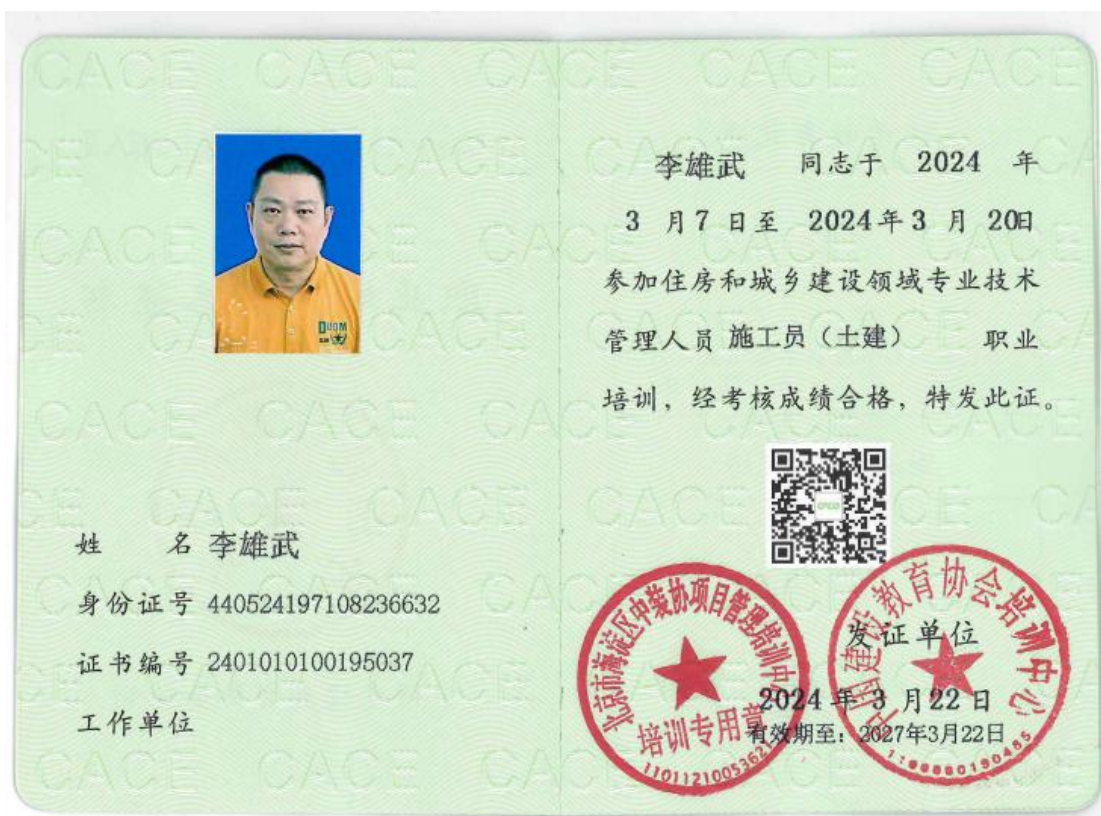 CACE CACE CACE CACE CACE
李雄武 同志于 2024 年
3 月 7 日至 2024 年 3 月 20日
参加住房和城乡建设领域专业技术
管理人员 施工员（土建） 职业
培训，经考核成绩合格，特发此证。
姓 名 李雄武
身份证号 440524197108236632
证书编号 2401010100195037
工作单位
北京市海淀区中装协项目管理培训中心
培训专用章
中国建设教育协会培训中心
发证单位
2024 年 3 月 22 日
有效期至：2027年3月22日